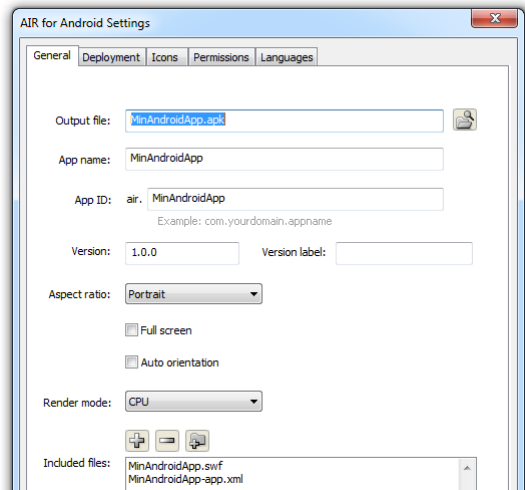 AIR for Android Settings
General Deployment Icons Permissions Languages
Output file: MinAndroidApp.apk
App name: MinAndroidApp
App ID: air. MinAndroidApp
Example: com.yourdomain.appname
Version: 1.0.0 Version label:
Aspect ratio: Portrait
Full screen
Auto orientation
Render mode: CPU
Included files: MinAndroidApp.swf
MinAndroidApp-app.xml